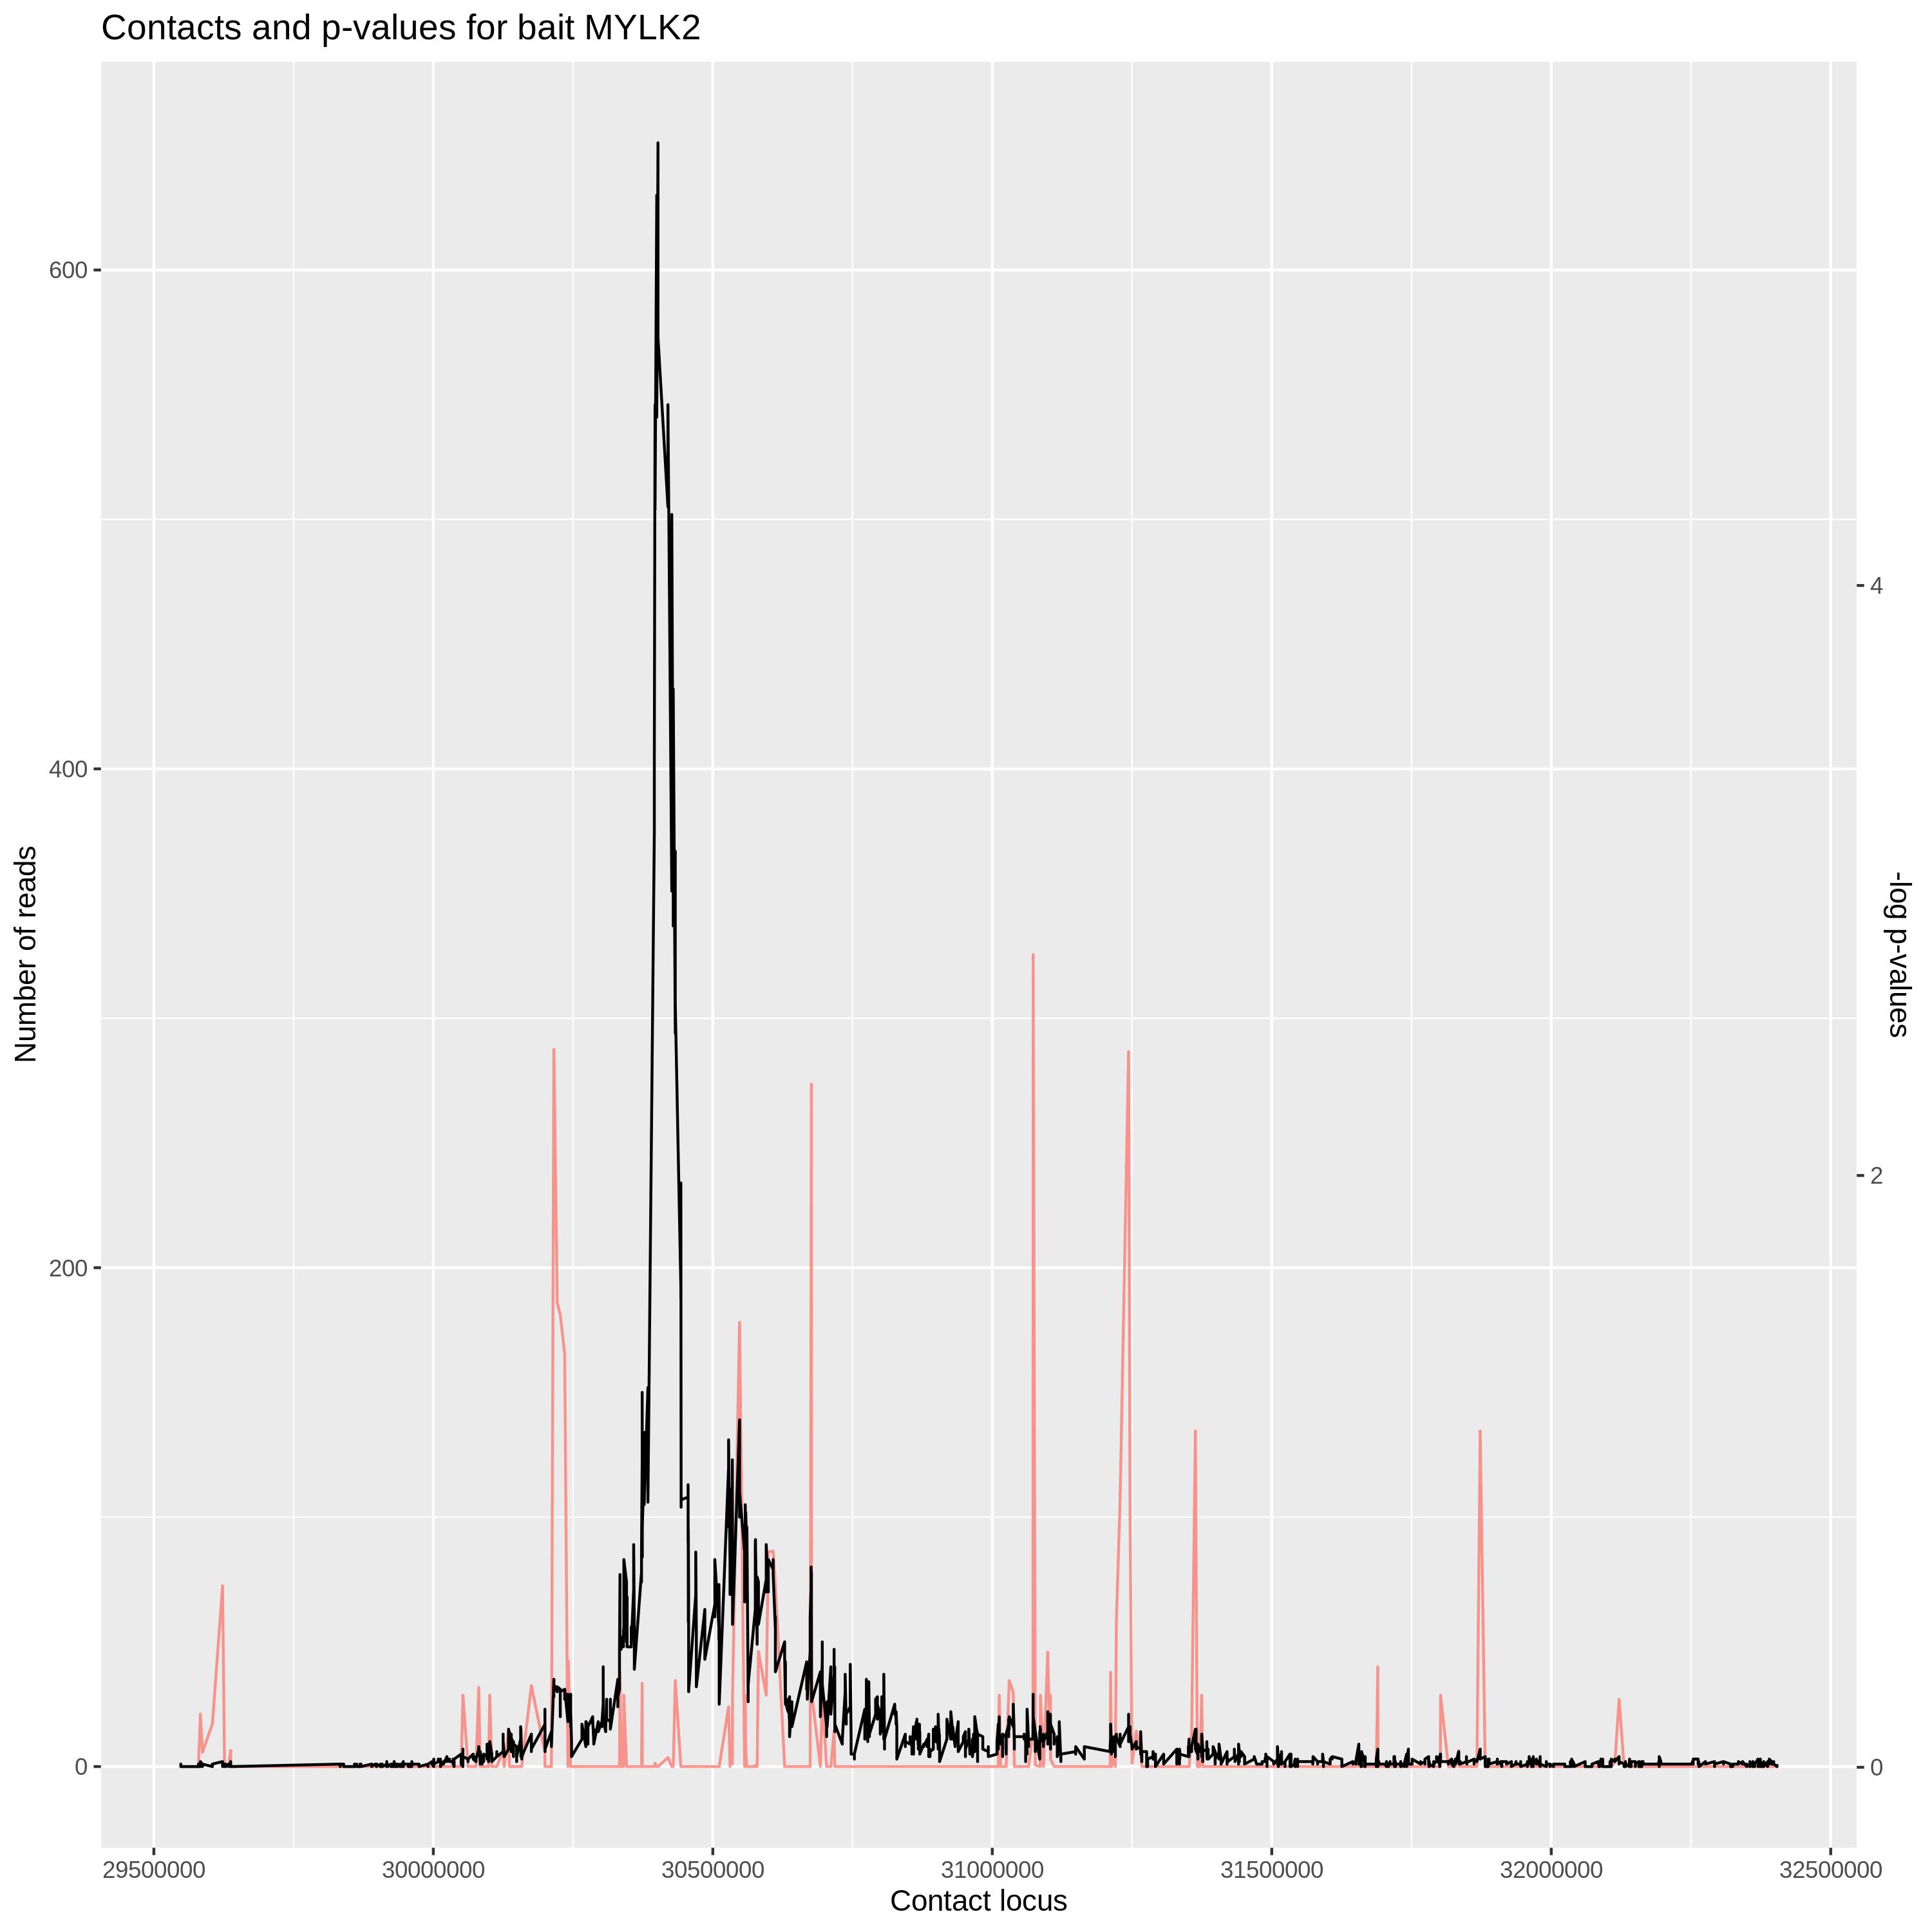 Contacts and p-values for bait MYLK2
600
400
200
0
Number of reads
4
2
0
-log p-values
29500000 30000000 30500000 31000000 31500000 32000000 32500000
Contact locus